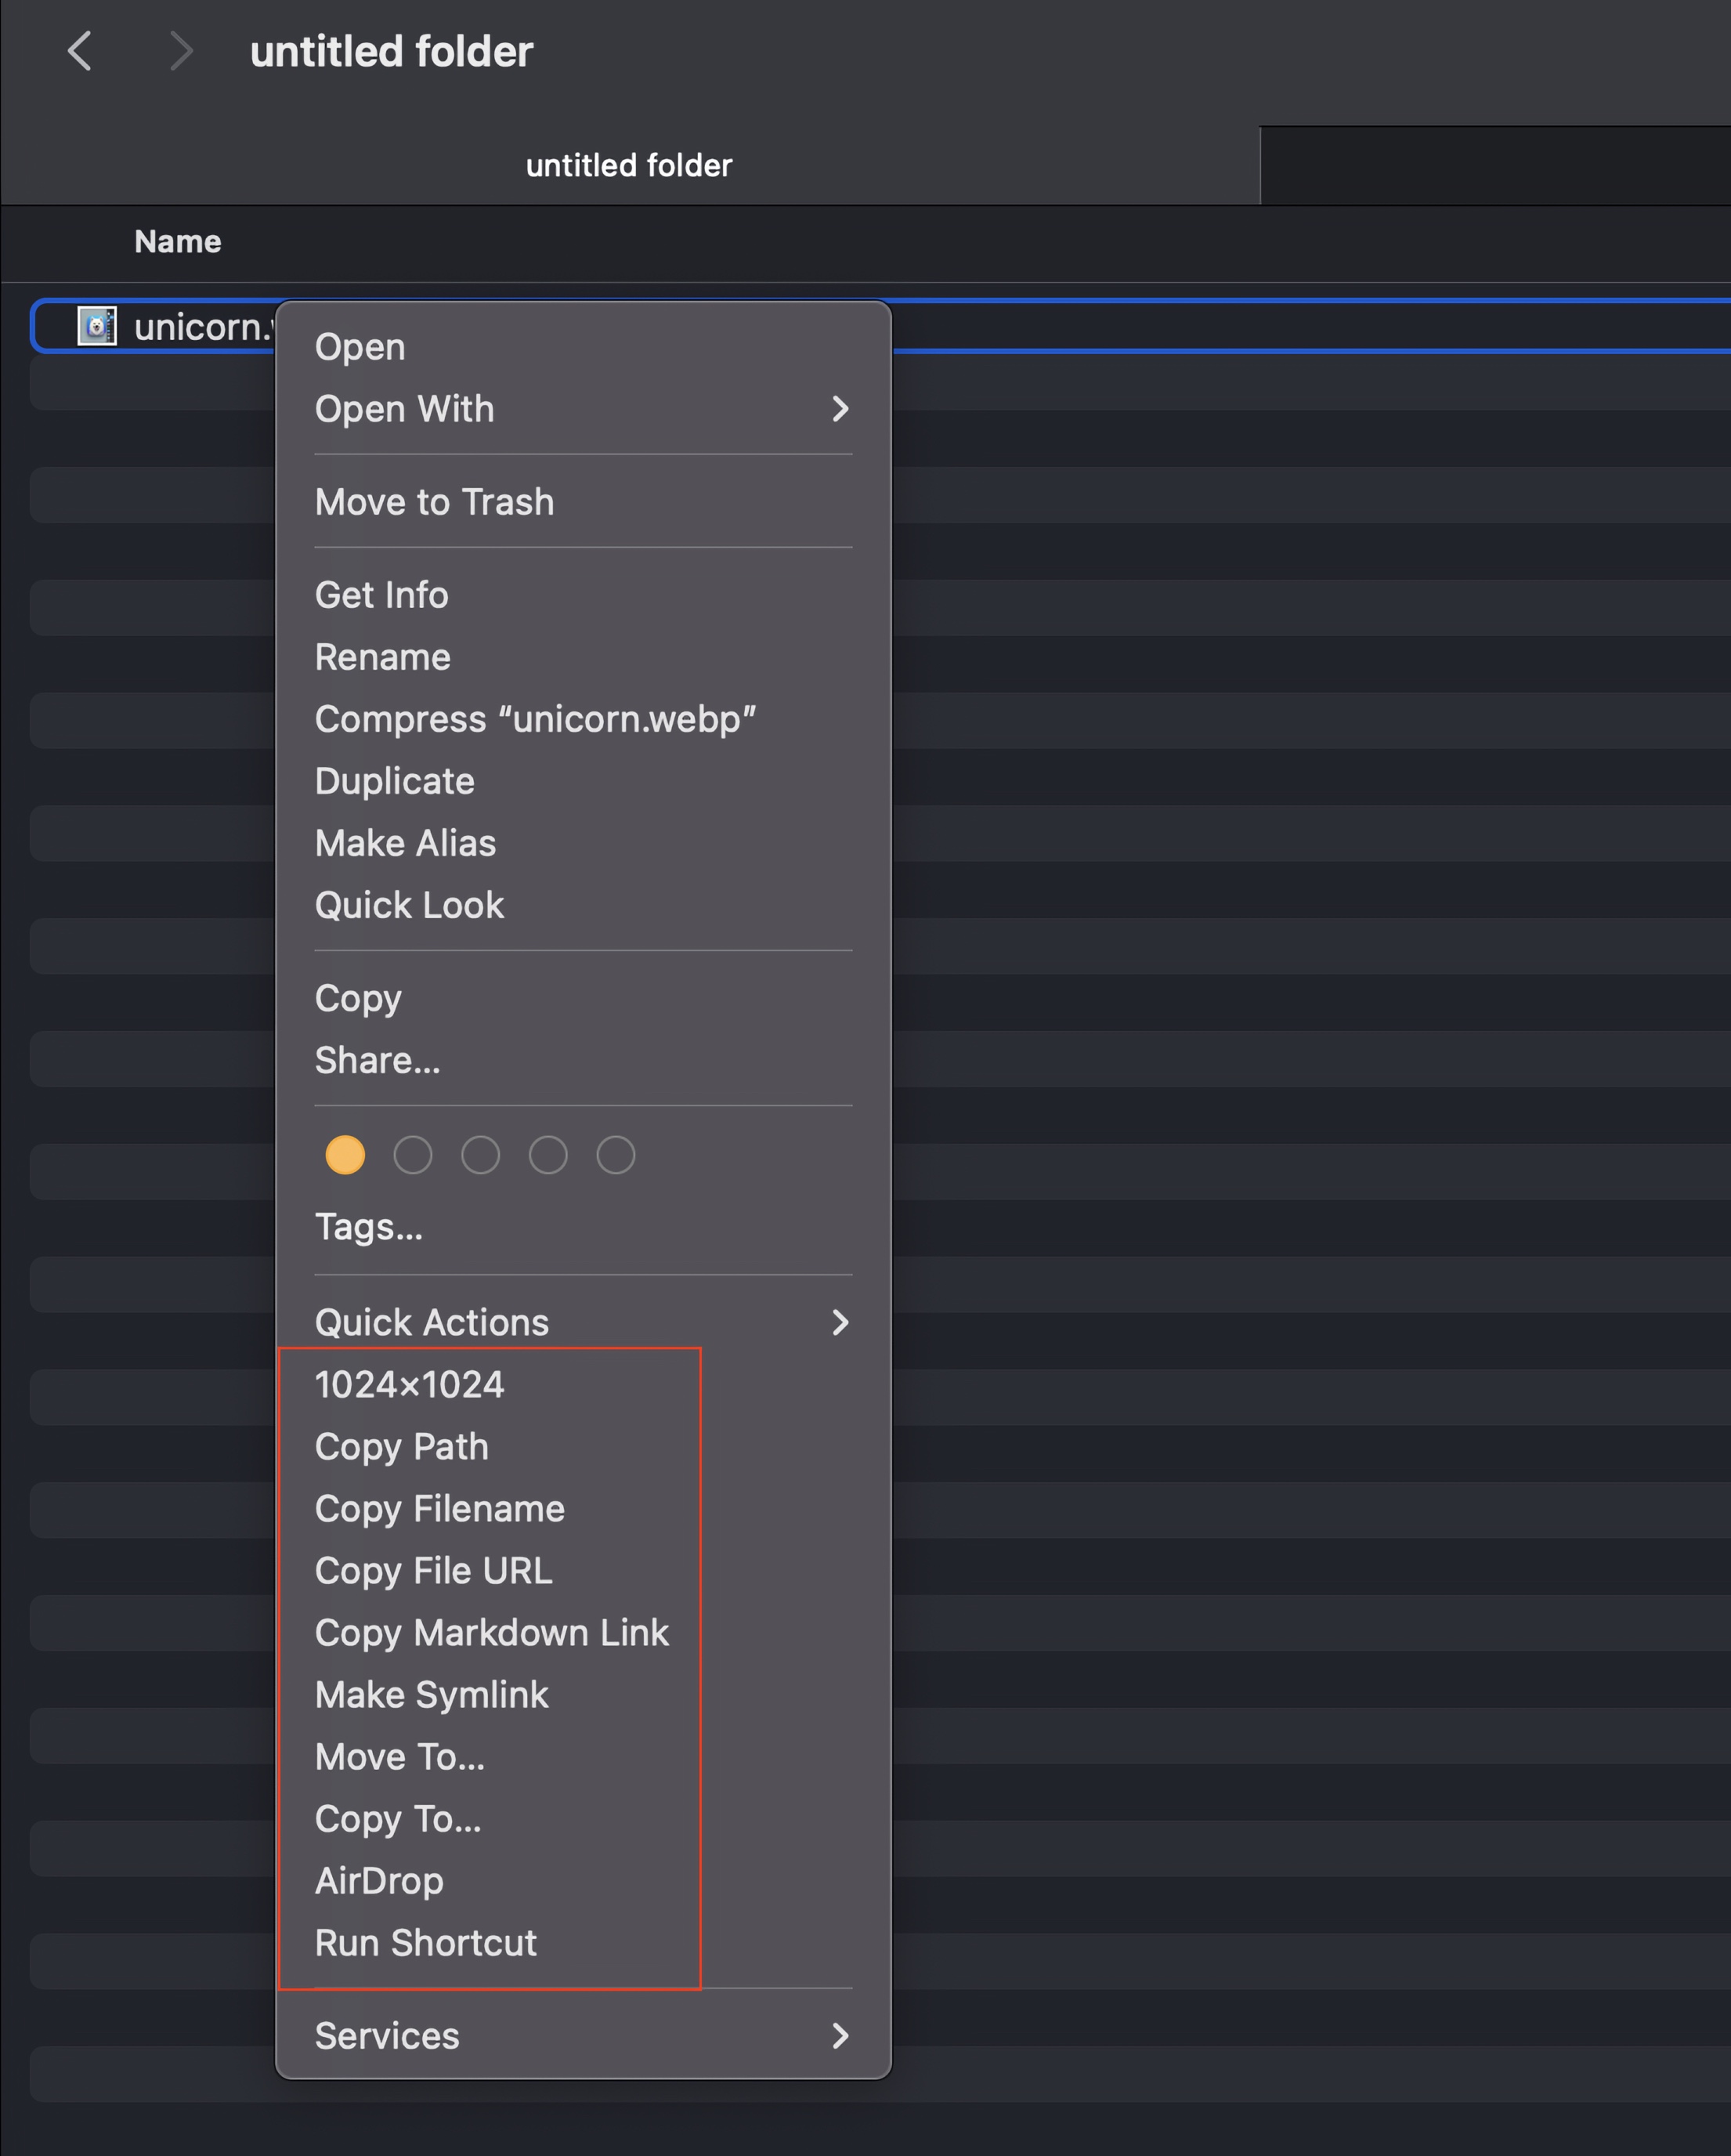 untitled folder
untitled folder
Name
unicorn.
Open
Open With
Move to Trash
Get Info
Rename
Compress “unicorn.webp”
Duplicate
Make Alias
Quick Look
Copy
Share...
Tags...
Quick Actions
1024×1024
Copy Path
Copy Filename
Copy File URL
Copy Markdown Link
Make Symlink
Move To...
Copy To...
AirDrop
Run Shortcut
Services